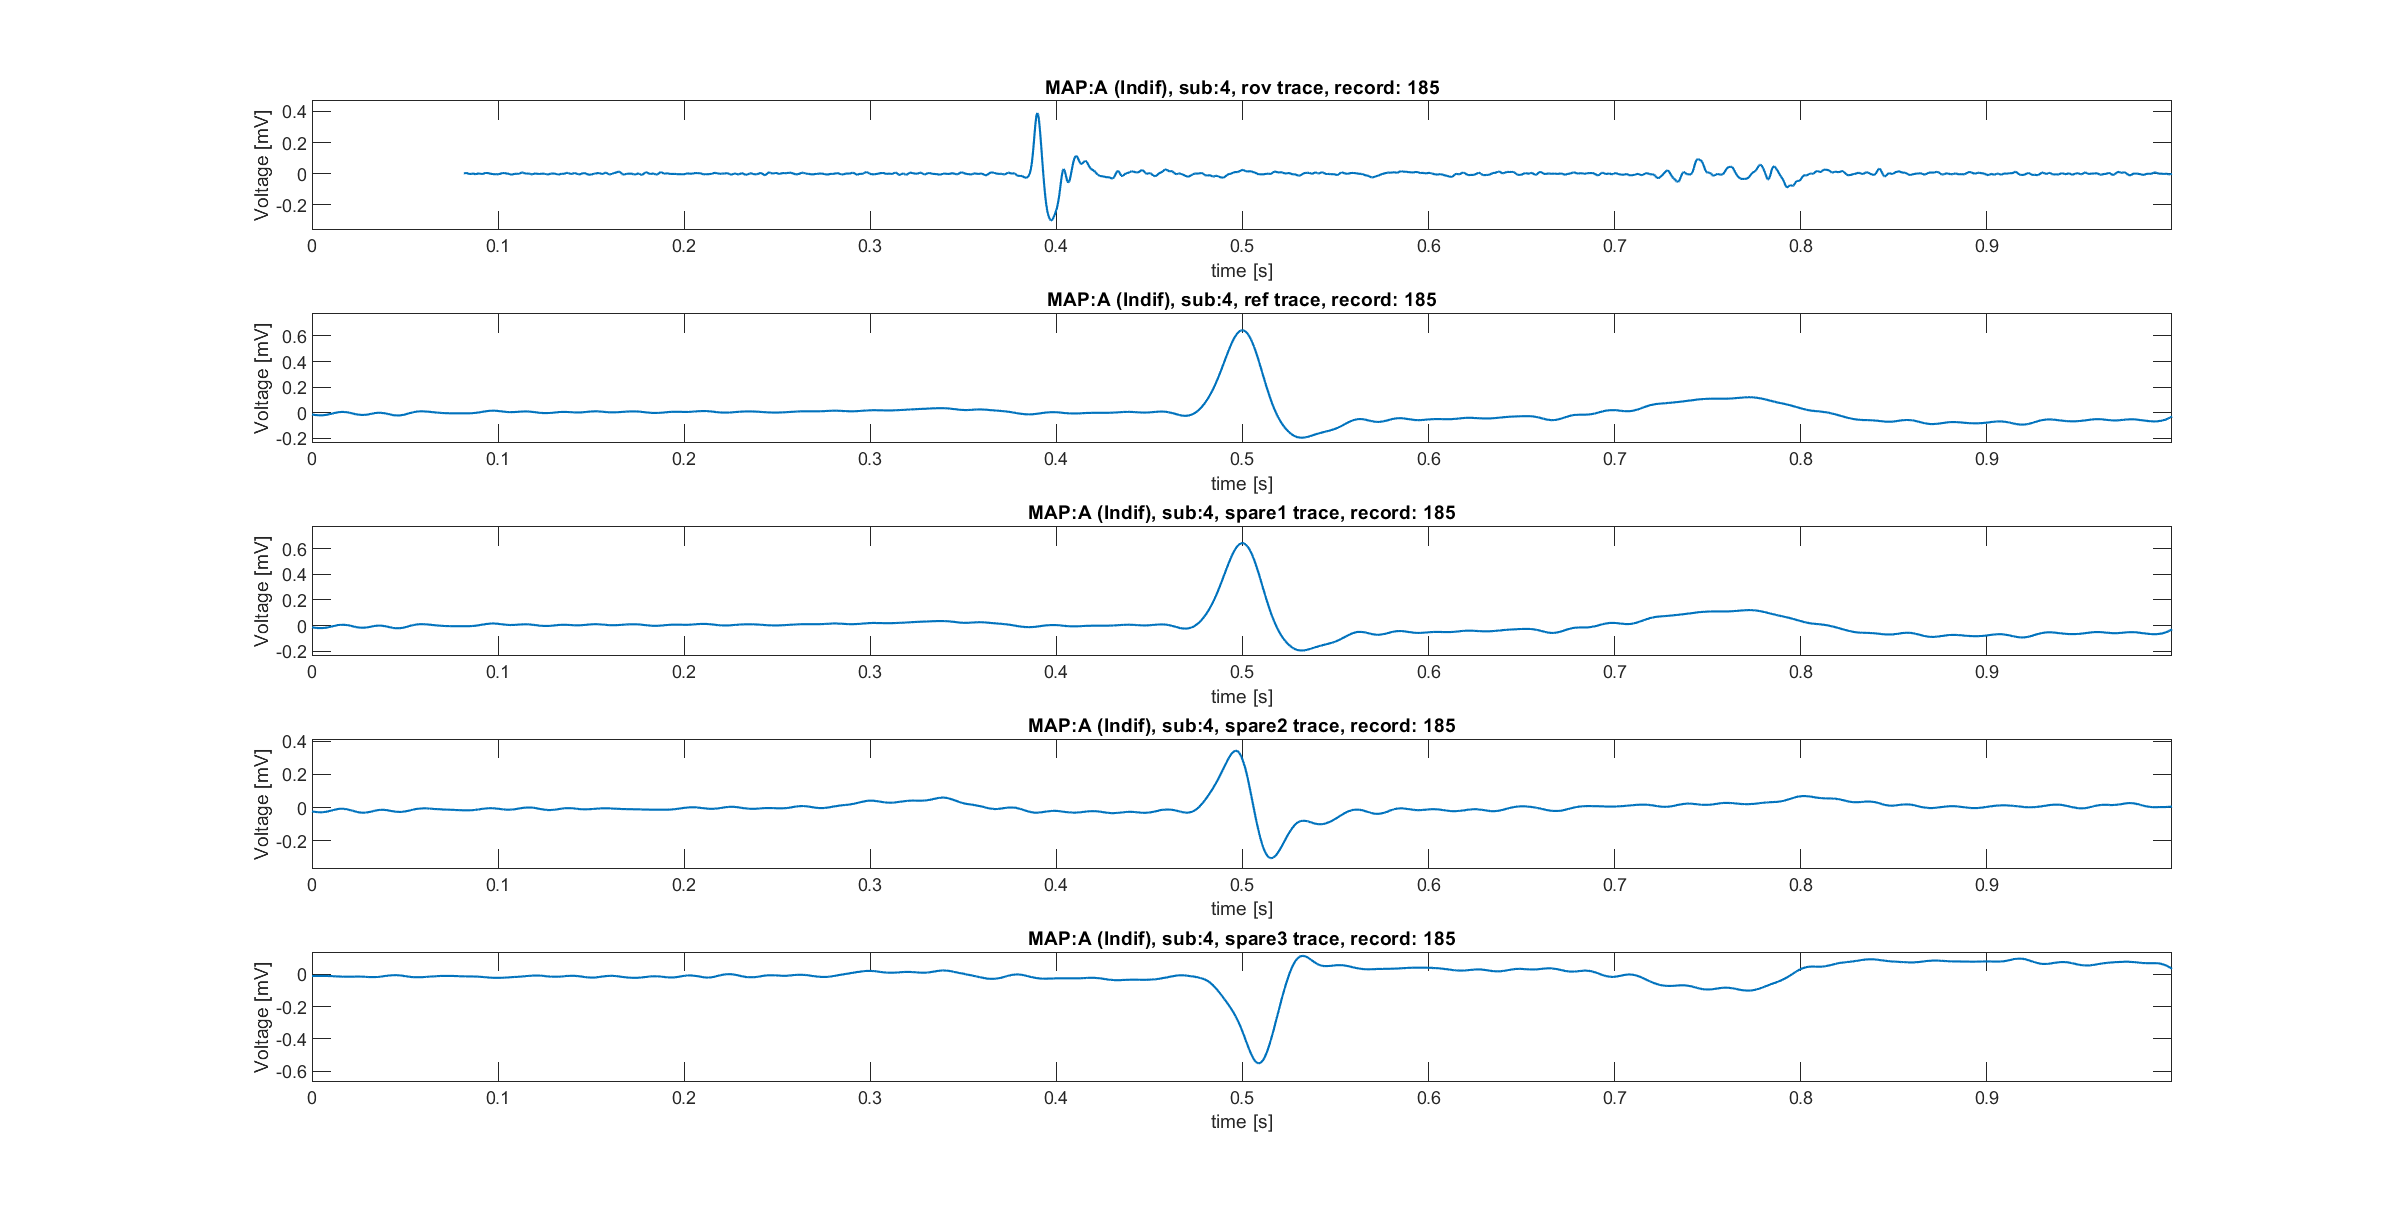 MAP:A (Indif), sub:4, rov trace, record: 185
Voltage [mV]
0.4
0.2
0
-0.2
0 0.1 0.2 0.3 0.4 0.5 0.6 0.7 0.8 0.9
time [s]
MAP:A (Indif), sub:4, ref trace, record: 185
Voltage [mV]
0.6
0.4
0.2
0
-0.2
0 0.1 0.2 0.3 0.4 0.5 0.6 0.7 0.8 0.9
time [s]
MAP:A (Indif), sub:4, spare1 trace, record: 185
Voltage [mV]
0.6
0.4
0.2
0
-0.2
0 0.1 0.2 0.3 0.4 0.5 0.6 0.7 0.8 0.9
time [s]
MAP:A (Indif), sub:4, spare2 trace, record: 185
Voltage [mV]
0.4
0.2
0
-0.2
0 0.1 0.2 0.3 0.4 0.5 0.6 0.7 0.8 0.9
time [s]
MAP:A (Indif), sub:4, spare3 trace, record: 185
Voltage [mV]
0
-0.2
-0.4
-0.6
0 0.1 0.2 0.3 0.4 0.5 0.6 0.7 0.8 0.9
time [s]